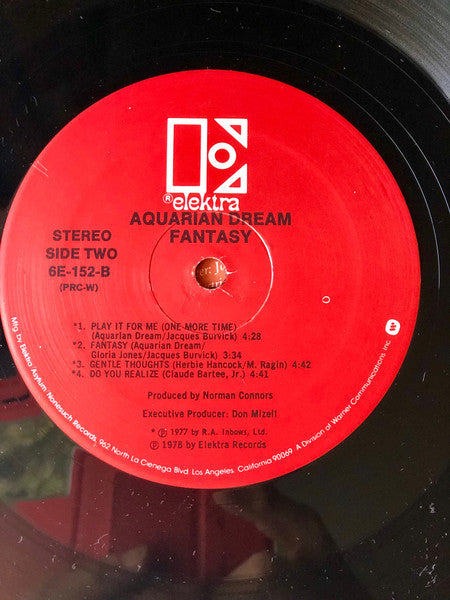 ® elektra
AQUARIAN DREAM
FANTASY
STEREO
SIDE TWO
6E-152-B
(PRC-W)
*1. PLAY IT FOR ME (ONE MORE TIME)
(Aquarian Dream/Jacques Burvick) 4:28
*2. FANTASY (Aquarian Dream/
Gloria Jones/Jacques Burvick) 3:34
*3. GENTLE THOUGHTS (Herbie Hancock/M. Ragin) 4:42
*4. DO YOU REALIZE (Claude Bartee, Jr.) 4:41
Produced by Norman Connors
Executive Producer: Don Mizell
* ℗ 1977 by R.A. Inbows, Ltd.
℗ 1978 by Elektra Records
Mfg. by Elektra/Asylum/Nonesuch Records, 962 North La Cienega Blvd. Los Angeles, California 90069 A Division of Warner Communications Inc.